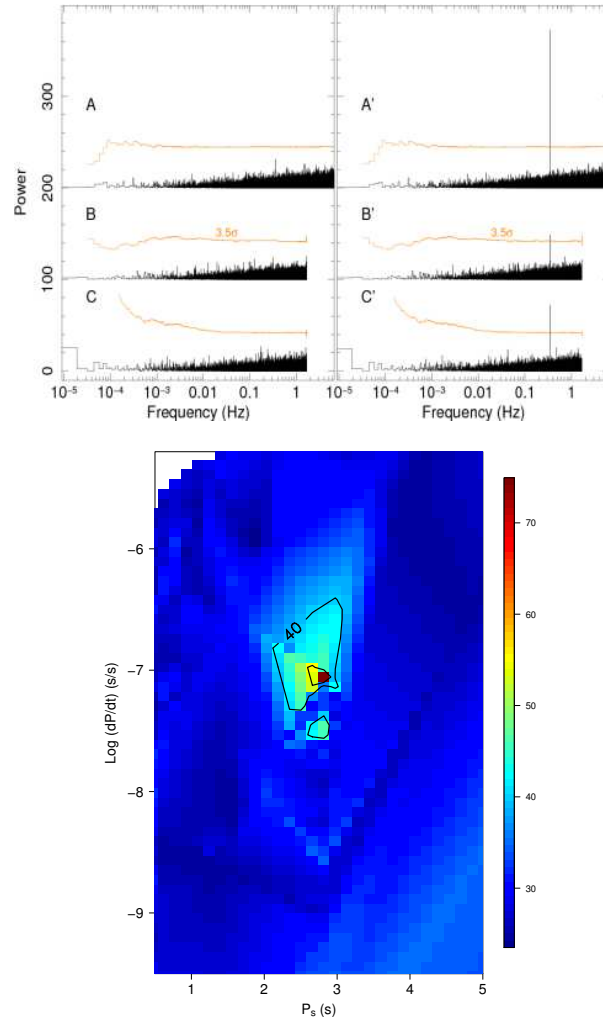 Power
0 100 200 300
A
B
C
3.5σ
10⁻⁵ 10⁻⁴ 10⁻³ 0.01 0.1 1
Frequency (Hz)
A'
B'
C'
3.5σ
10⁻⁵ 10⁻⁴ 10⁻³ 0.01 0.1 1
Frequency (Hz)
Log (dP/dt) (s/s)
-6
-7
-8
-9
40
1 2 3 4 5
Pₛ (s)
70
60
50
40
30